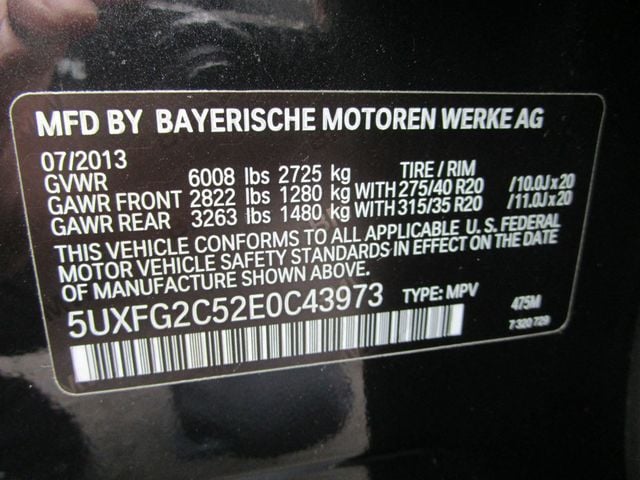 MFD BY BAYERISCHE MOTOREN WERKE AG
07/2013 TIRE / RIM
GVWR 6008 lbs 2725 kg
GAWR FRONT 2822 lbs 1280 kg WITH 275/40 R20 /10.0J x 20
GAWR REAR 3263 lbs 1480 kg WITH 315/35 R20 /11.0J x 20
THIS VEHICLE CONFORMS TO ALL APPLICABLE U.S. FEDERAL
MOTOR VEHICLE SAFETY STANDARDS IN EFFECT ON THE DATE
OF MANUFACTURE SHOWN ABOVE.
5UXFG2C52E0C43973 TYPE: MPV 475M
7 320 729